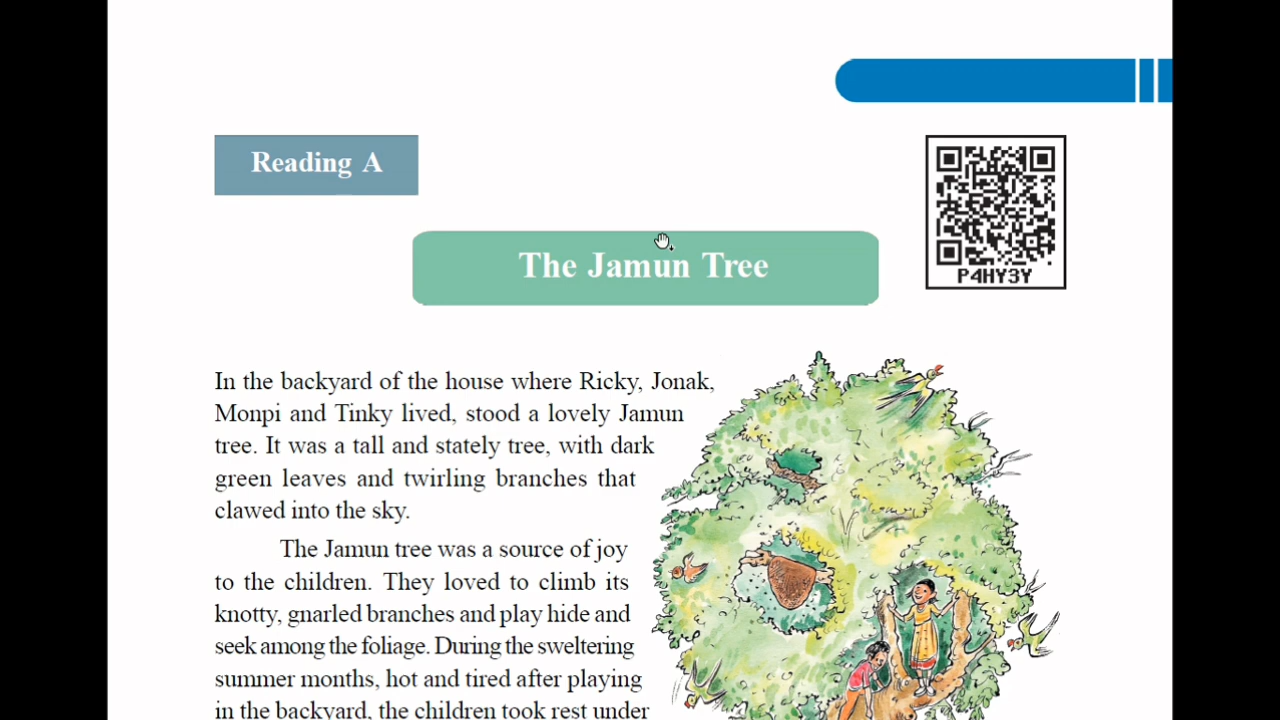 Reading A
P4HY3Y
The Jamun Tree
In the backyard of the house where Ricky, Jonak,
Monpi and Tinky lived, stood a lovely Jamun
tree. It was a tall and stately tree, with dark
green leaves and twirling branches that
clawed into the sky.
The Jamun tree was a source of joy
to the children. They loved to climb its
knotty, gnarled branches and play hide and
seek among the foliage. During the sweltering
summer months, hot and tired after playing
in the backyard, the children took rest under